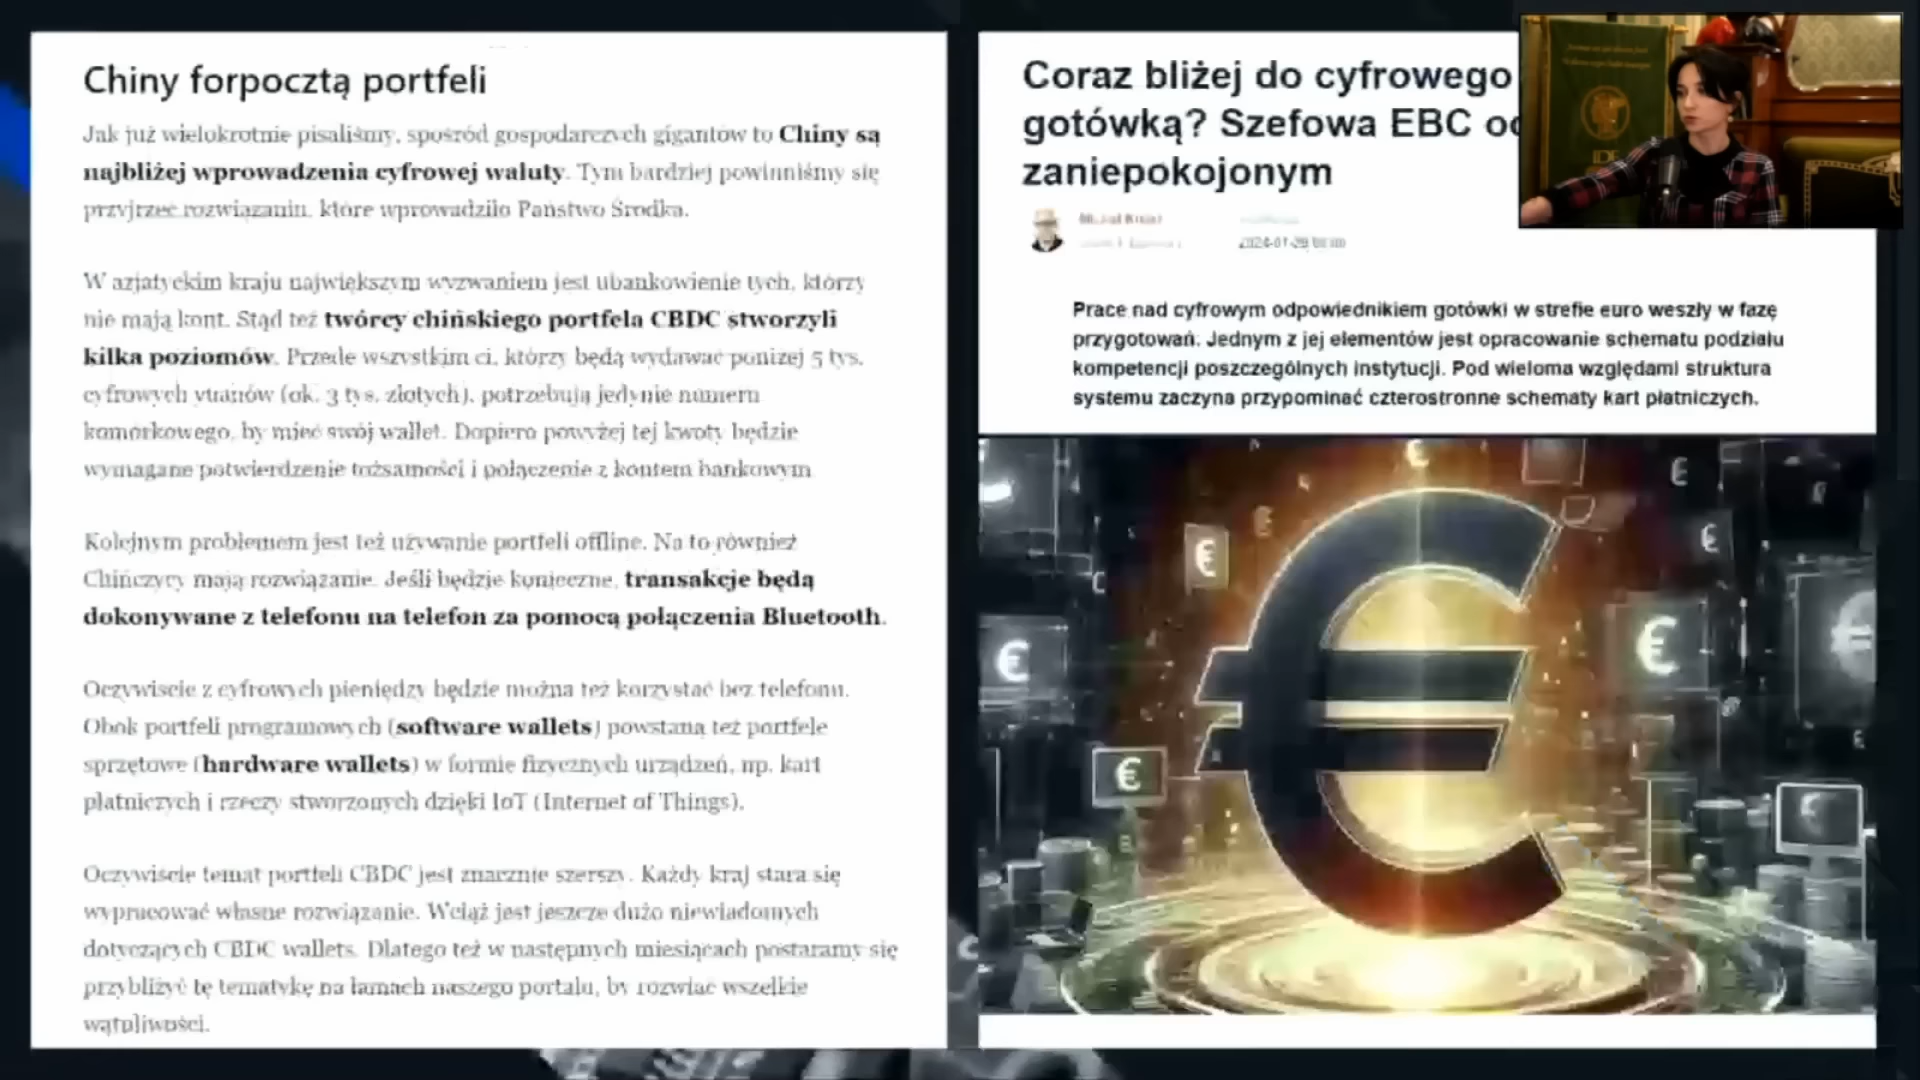 Chiny forpocztą portfeli
Jak już wielokrotnie pisaliśmy, spośród gospodarczych gigantów to Chiny są
najbliżej wprowadzenia cyfrowej waluty. Tym bardziej powinniśmy się
przyjrzeć rozwiązaniu, które wprowadziło Państwo Środka.
W azjatyckim kraju największym wyzwaniem jest ubankowienie tych, którzy
nie mają kont. Stąd też twórcy chińskiego portfela CBDC stworzyli
kilka poziomów. Przede wszystkim ci, którzy będą wydawać poniżej 5 tys.
cyfrowych yuanów (ok. 3 tys. złotych), potrzebują jedynie numeru
komórkowego, by mieć swój wallet. Dopiero powyżej tej kwoty będzie
wymagane potwierdzenie tożsamości i połączenie z kontem bankowym
Kolejnym problemem jest też używanie portfeli offline. Na to również
Chińczycy mają rozwiązanie. Jeśli będzie konieczne, transakcje będą
dokonywane z telefonu na telefon za pomocą połączenia Bluetooth.
Oczywiście z cyfrowych pieniędzy będzie można też korzystać bez telefonu.
Obok portfeli programowych (software wallets) powstaną też portfele
sprzętowe (hardware wallets) w formie fizycznych urządzeń, np. kart
płatniczych i rzeczy stworzonych dzięki IoT (Internet of Things).
Oczywiście temat portfeli CBDC jest znacznie szerszy. Każdy kraj stara się
wypracować własne rozwiązanie. Wciąż jest jeszcze dużo niewiadomych
dotyczących CBDC wallets. Dlatego też w następnych miesiącach postaramy się
przybliżyć tę tematykę na łamach naszego portalu, by rozwiać wszelkie
wątpliwości.
Coraz bliżej do cyfrowego
gotówką? Szefowa EBC
zaniepokojonym
Prace nad cyfrowym odpowiednikiem gotówki w strefie euro weszły w fazę
przygotowań. Jednym z jej elementów jest opracowanie schematu podziału
kompetencji poszczególnych instytucji. Pod wieloma względami struktura
systemu zaczyna przypominać czterostronne schematy kart płatniczych.